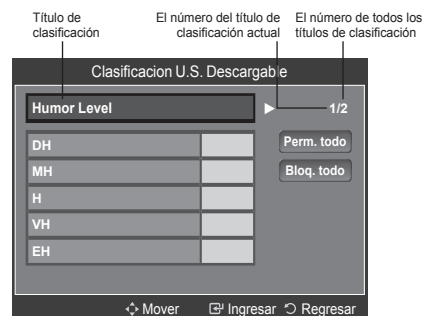 Título de
clasificación
El número del título de
clasificación actual
El número de todos los
títulos de clasificación
Clasificacion U.S. Descargable
Humor Level
1/2
DH
Perm. todo
MH
Bloq. todo
H
VH
EH
Mover Ingresar Regresar